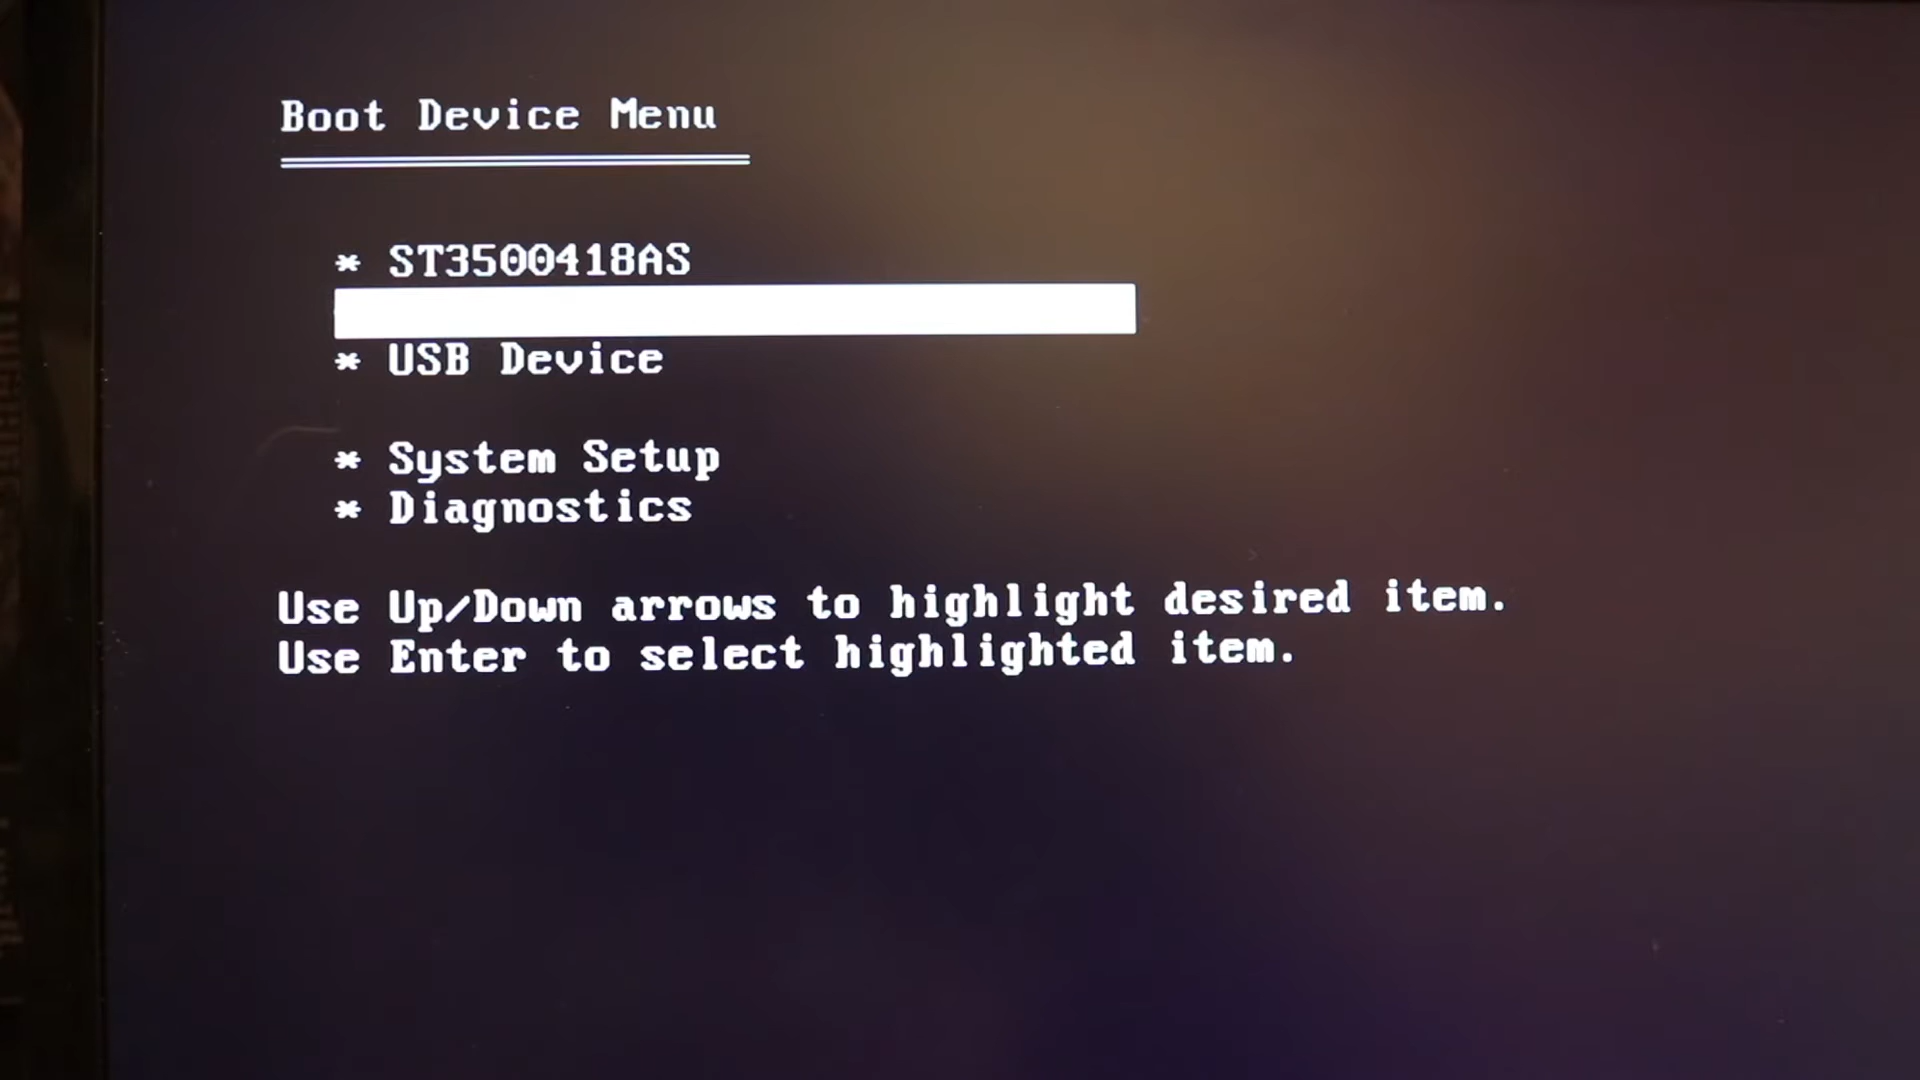 Boot Device Menu
* ST3500418AS
* USB Device
* System Setup
* Diagnostics
Use Up/Down arrows to highlight desired item.
Use Enter to select highlighted item.